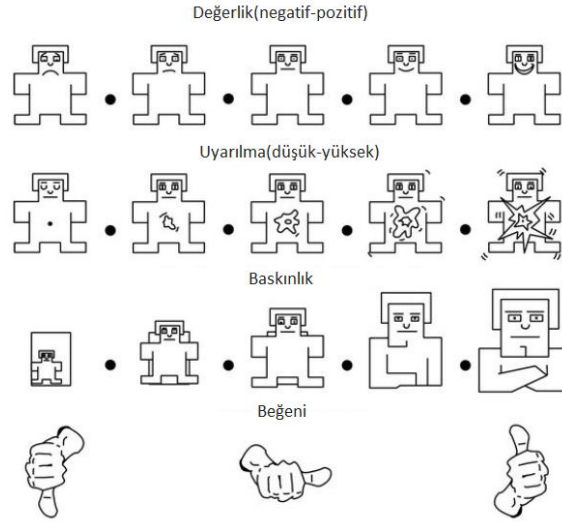 Değerlik(negatif-pozitif)
Uyarılma(düşük-yüksek)
Baskınlık
Beğeni